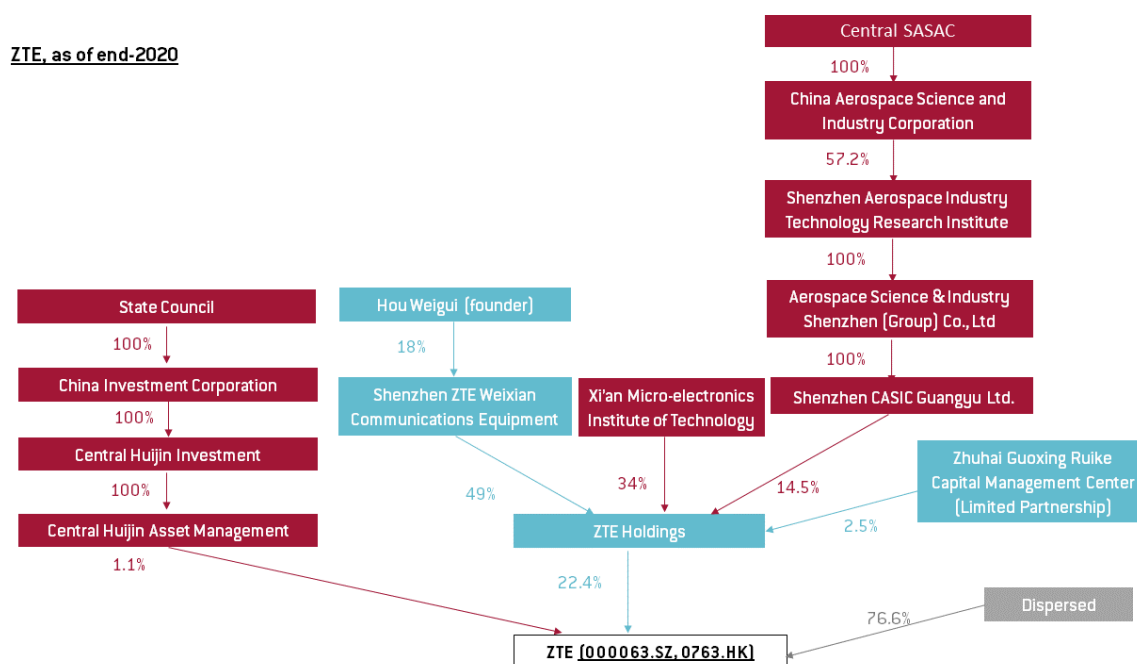 ZTE, as of end-2020
Central SASAC
100%
China Aerospace Science and
Industry Corporation
57.2%
Shenzhen Aerospace Industry
Technology Research Institute
100%
Aerospace Science & Industry
Shenzhen (Group) Co., Ltd
100%
Shenzhen CASIC Guangyu Ltd.
14.5%
State Council
100%
China Investment Corporation
100%
Central Huijin Investment
100%
Central Huijin Asset Management
1.1%
Hou Weigui (founder)
18%
Shenzhen ZTE Weixian
Communications Equipment
49%
Xi'an Micro-electronics
Institute of Technology
34%
Zhuhai Guoxing Ruike
Capital Management Center
(Limited Partnership)
2.5%
ZTE Holdings
22.4%
Dispersed
76.6%
ZTE (000063.SZ, 0763.HK)